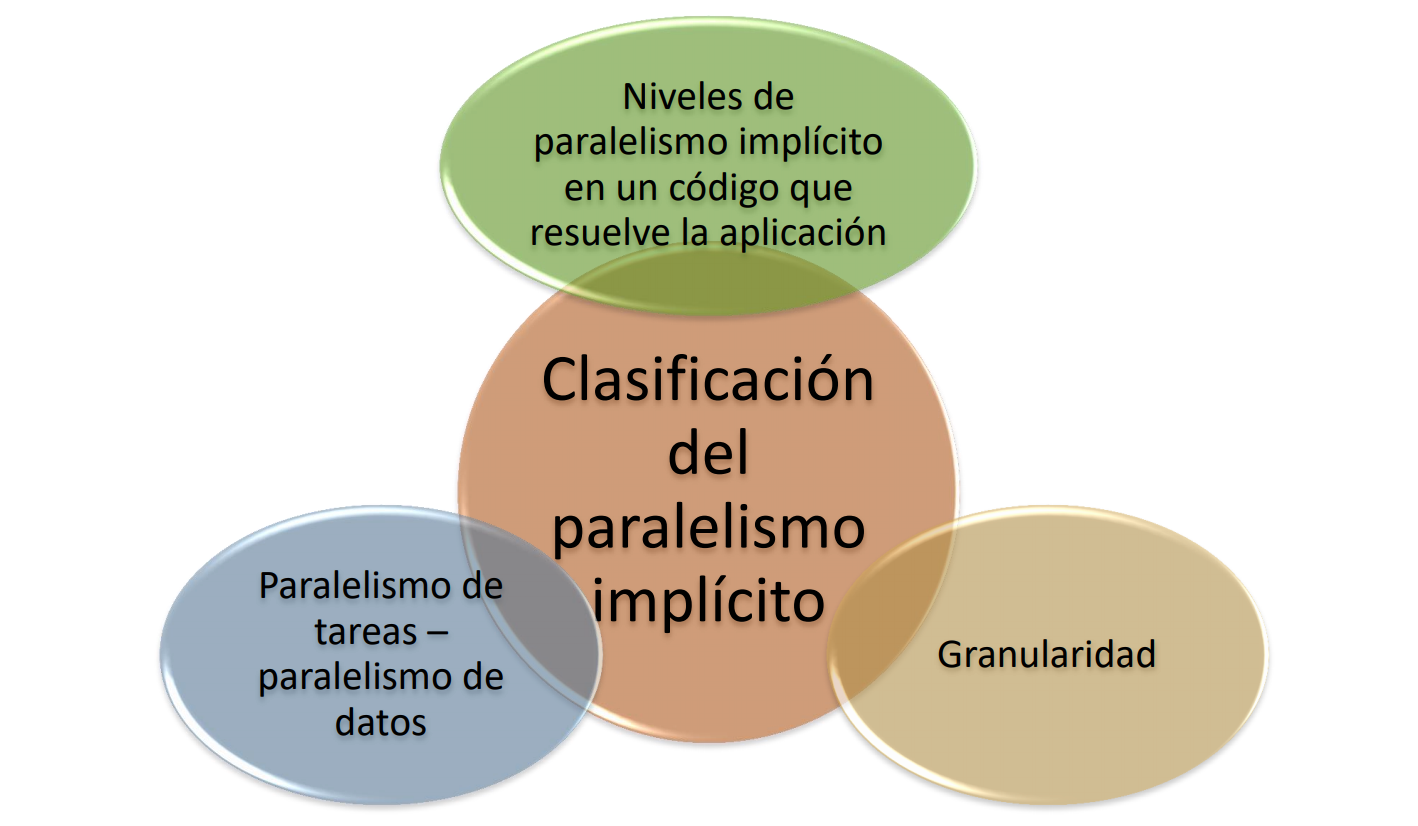 Niveles de
paralelismo implícito
en un código que
resuelve la aplicación
Clasificación
del
paralelismo
implícito
Paralelismo de
tareas –
paralelismo de
datos
Granularidad